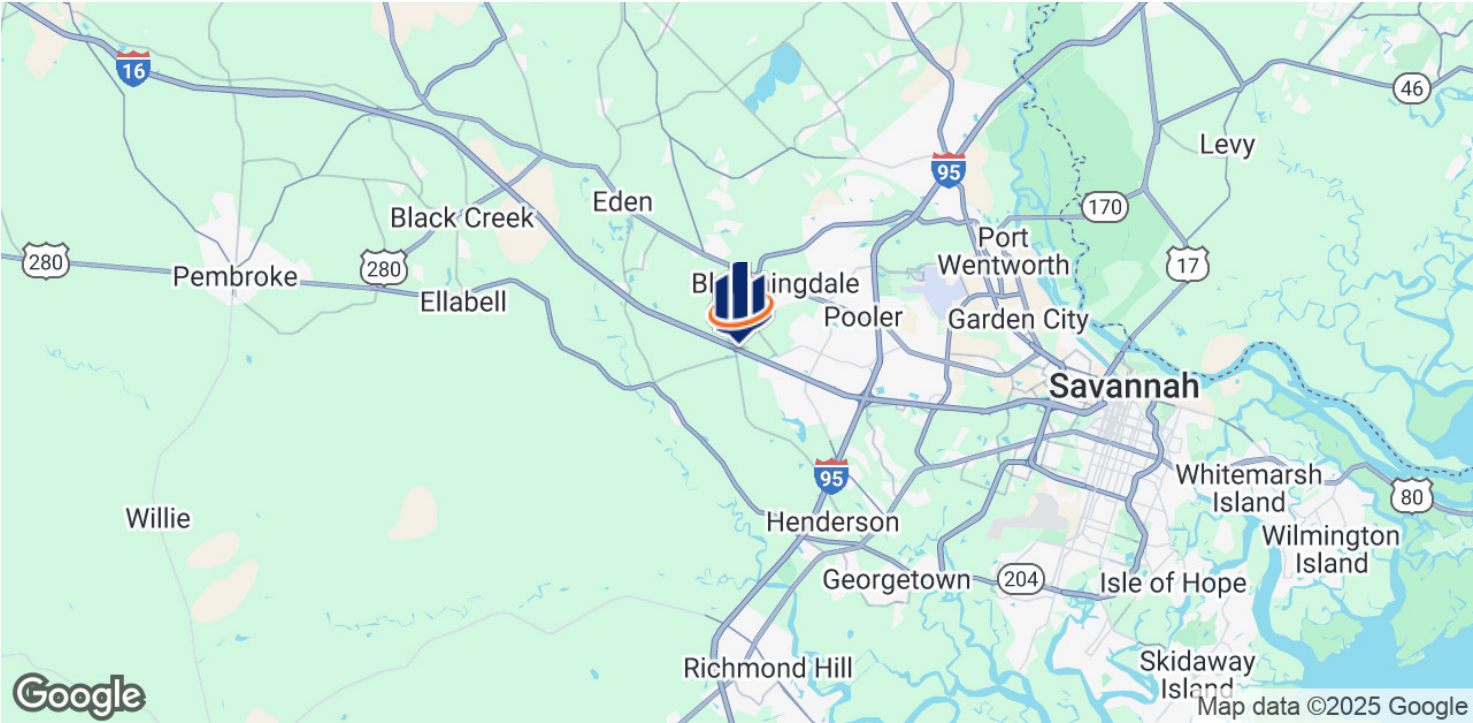 16
46
Levy
95
Eden
170
Black Creek
Port
Wentworth
17
280
280
Pembroke
Ellabell
Pooler
Garden City
Savannah
95
Whitemarsh
Island
80
Willie
Henderson
Wilmington
Island
Georgetown
204
Isle of Hope
Richmond Hill
Skidaway
Island
Google
Map data ©2025 Google